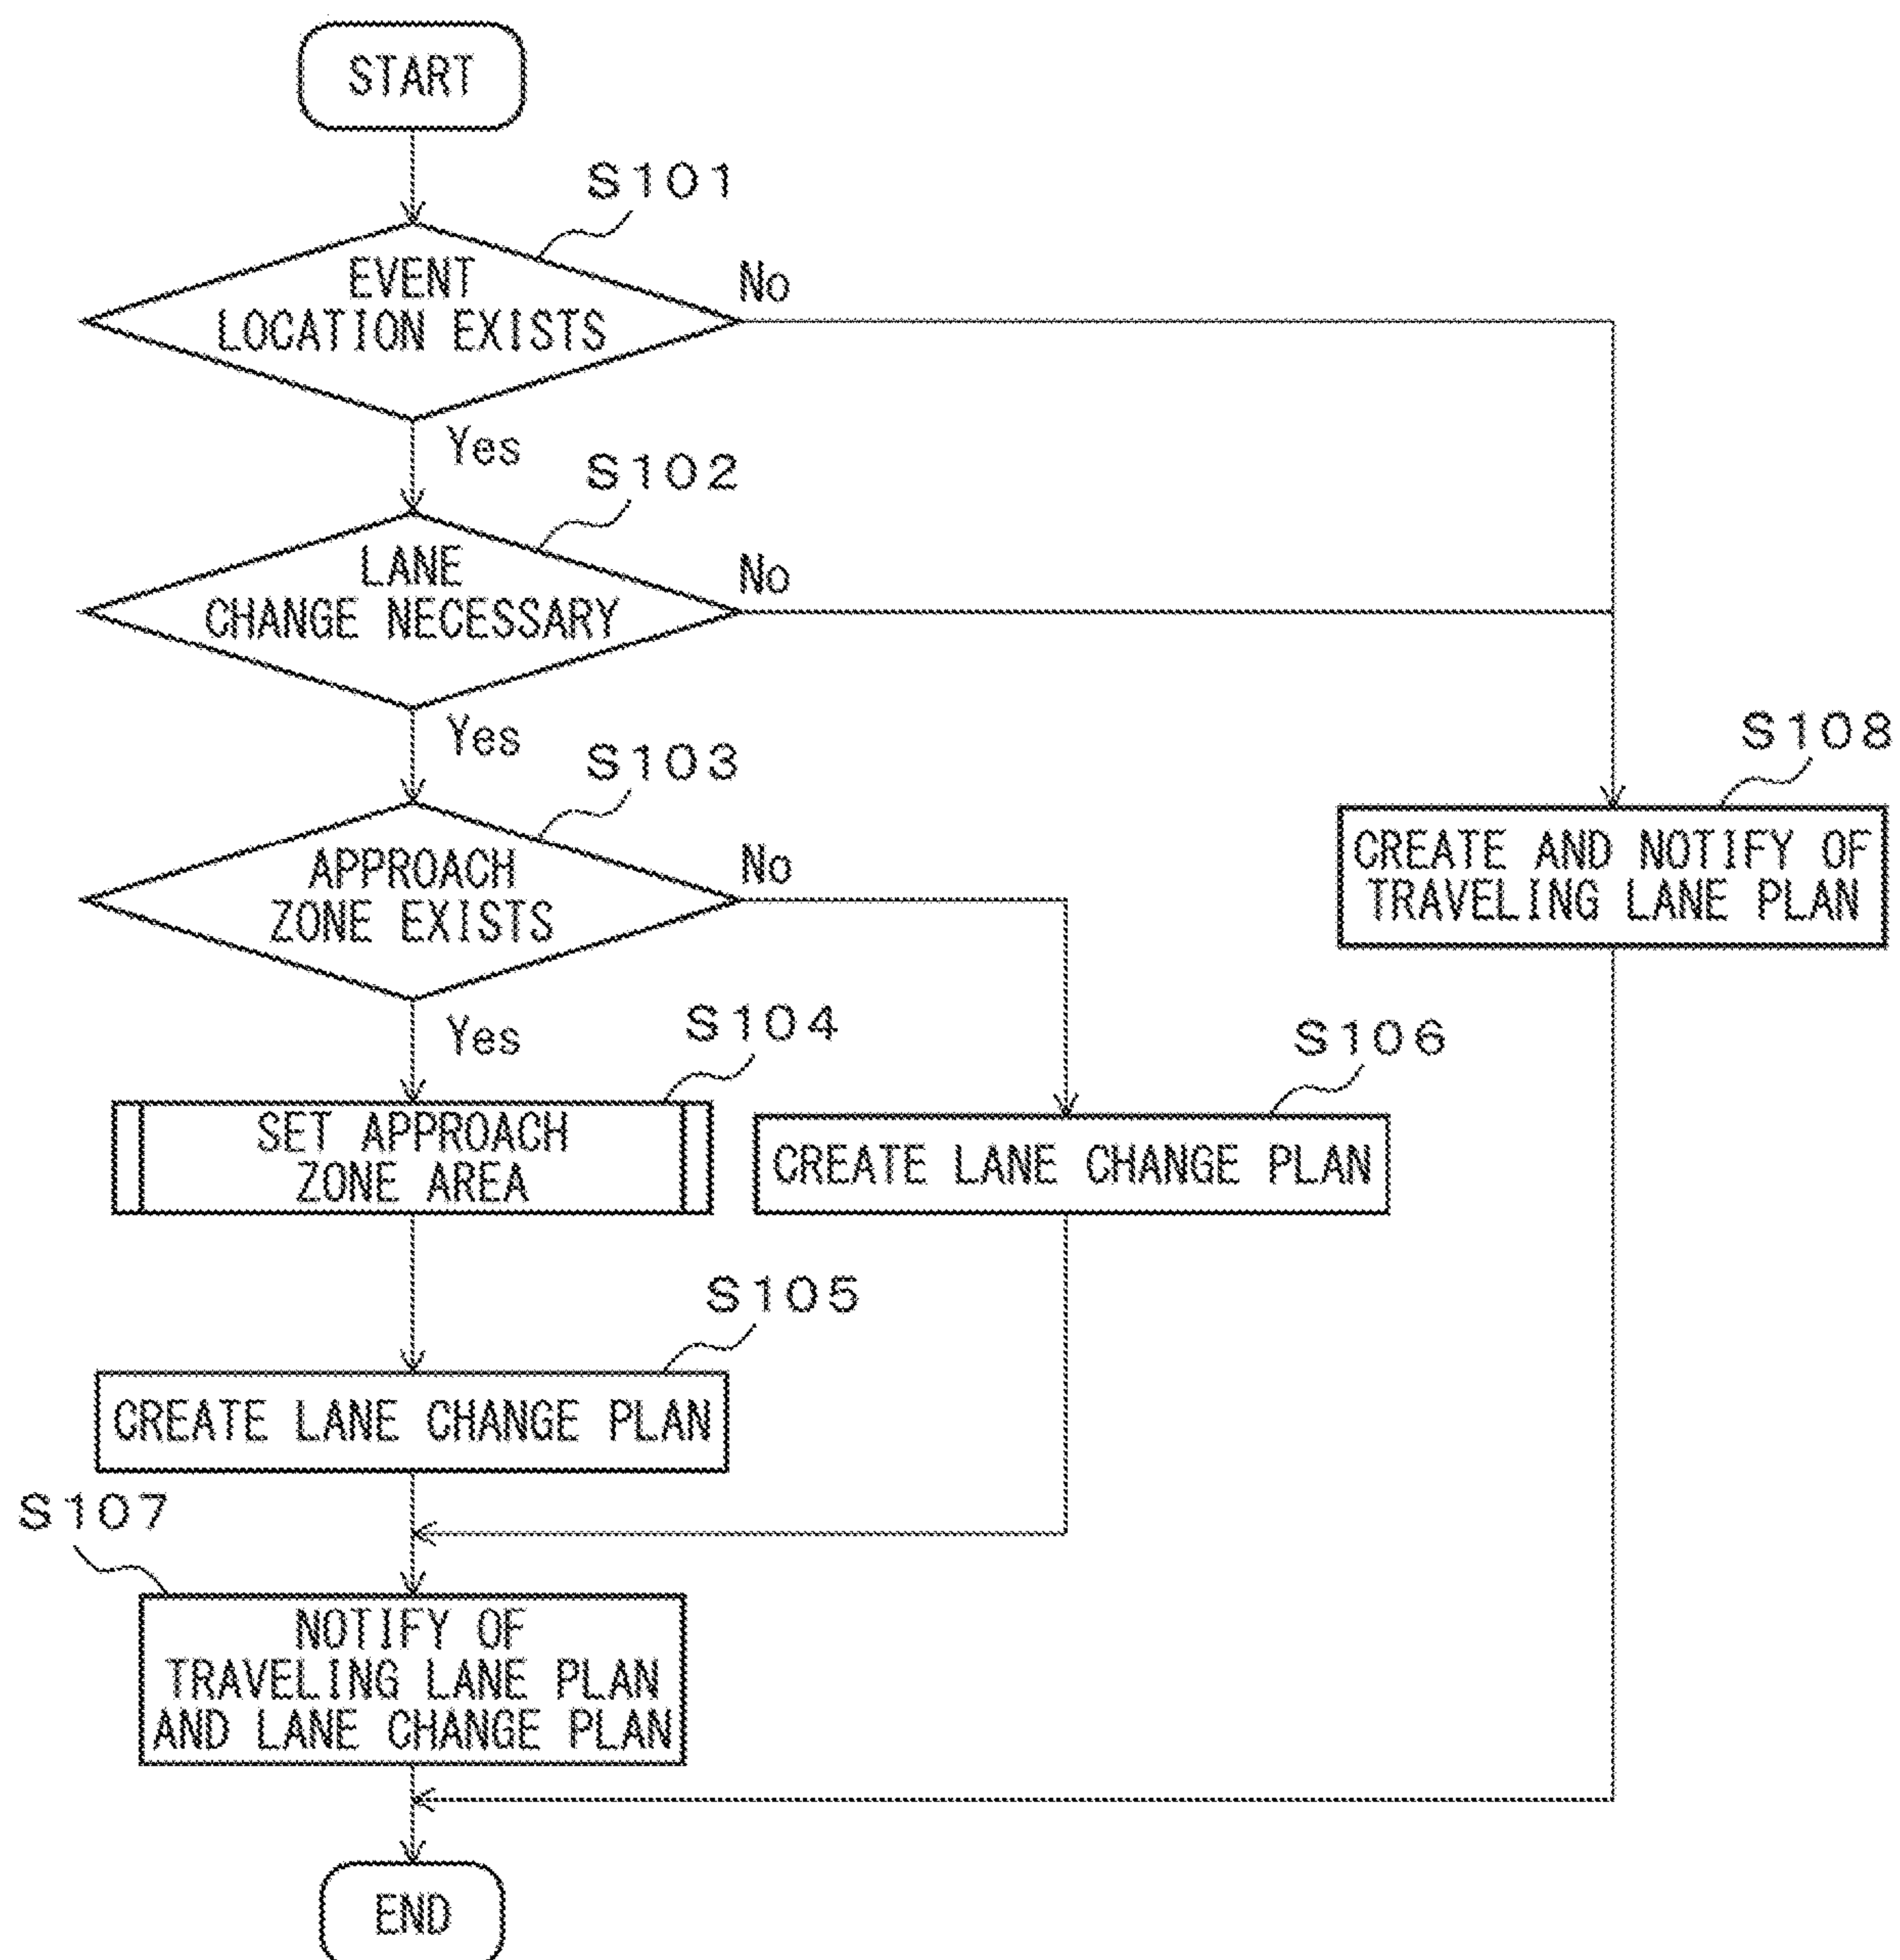 START
S101
EVENT
LOCATION EXISTS
No
Yes
S102
LANE
CHANGE NECESSARY
No
Yes
S103
APPROACH
ZONE EXISTS
No
S108
CREATE AND NOTIFY OF
TRAVELING LANE PLAN
Yes
S104
SET APPROACH
ZONE AREA
S106
CREATE LANE CHANGE PLAN
S105
CREATE LANE CHANGE PLAN
S107
NOTIFY OF
TRAVELING LANE PLAN
AND LANE CHANGE PLAN
END